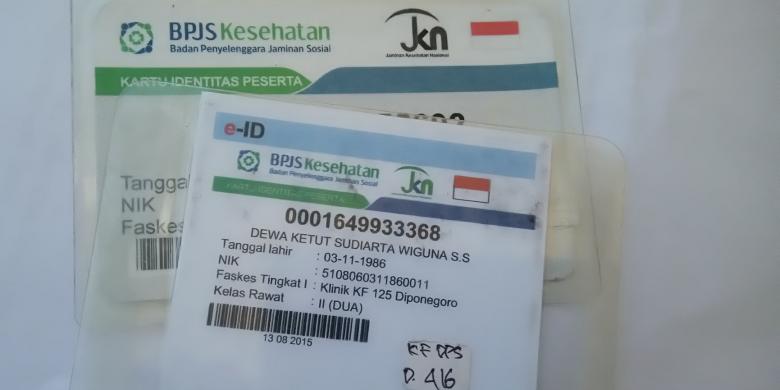 BPJS Kesehatan
Badan Penyelenggara Jaminan Sosial
Jkn
Jaminan Kesehatan Nasional
KARTU IDENTITAS PESERTA
Tanggal
NIK
Faskes
e-ID
BPJS Kesehatan
Badan Penyelenggara Jaminan Sosial
Jkn
KARTU IDENTITAS PESERTA
0001649933368
DEWA KETUT SUDIARTA WIGUNA S.S
Tanggal lahir : 03-11-1986
NIK : 5108060311860011
Faskes Tingkat I : Klinik KF 125 Diponegoro
Kelas Rawat : II (DUA)
13 08 2015
KF DPS
D. 416